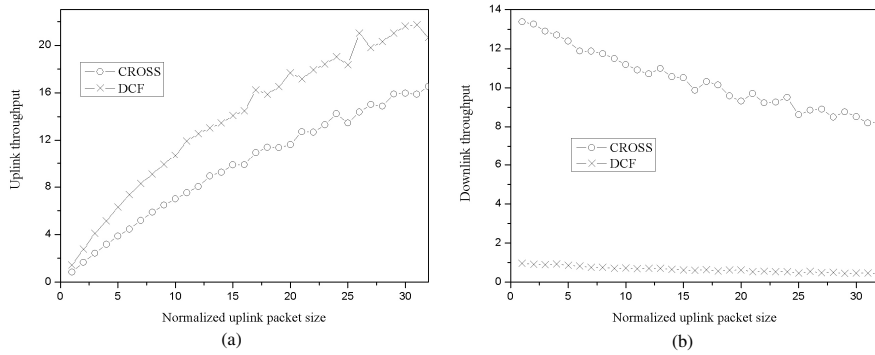 20
16
12
8
4
0
Uplink throughput
CROSS
DCF
0
5
10
15
20
25
30
Normalized uplink packet size
(a)
14
12
10
8
6
4
2
0
Downlink throughput
CROSS
DCF
0
5
10
15
20
25
30
Normalized uplink packet size
(b)